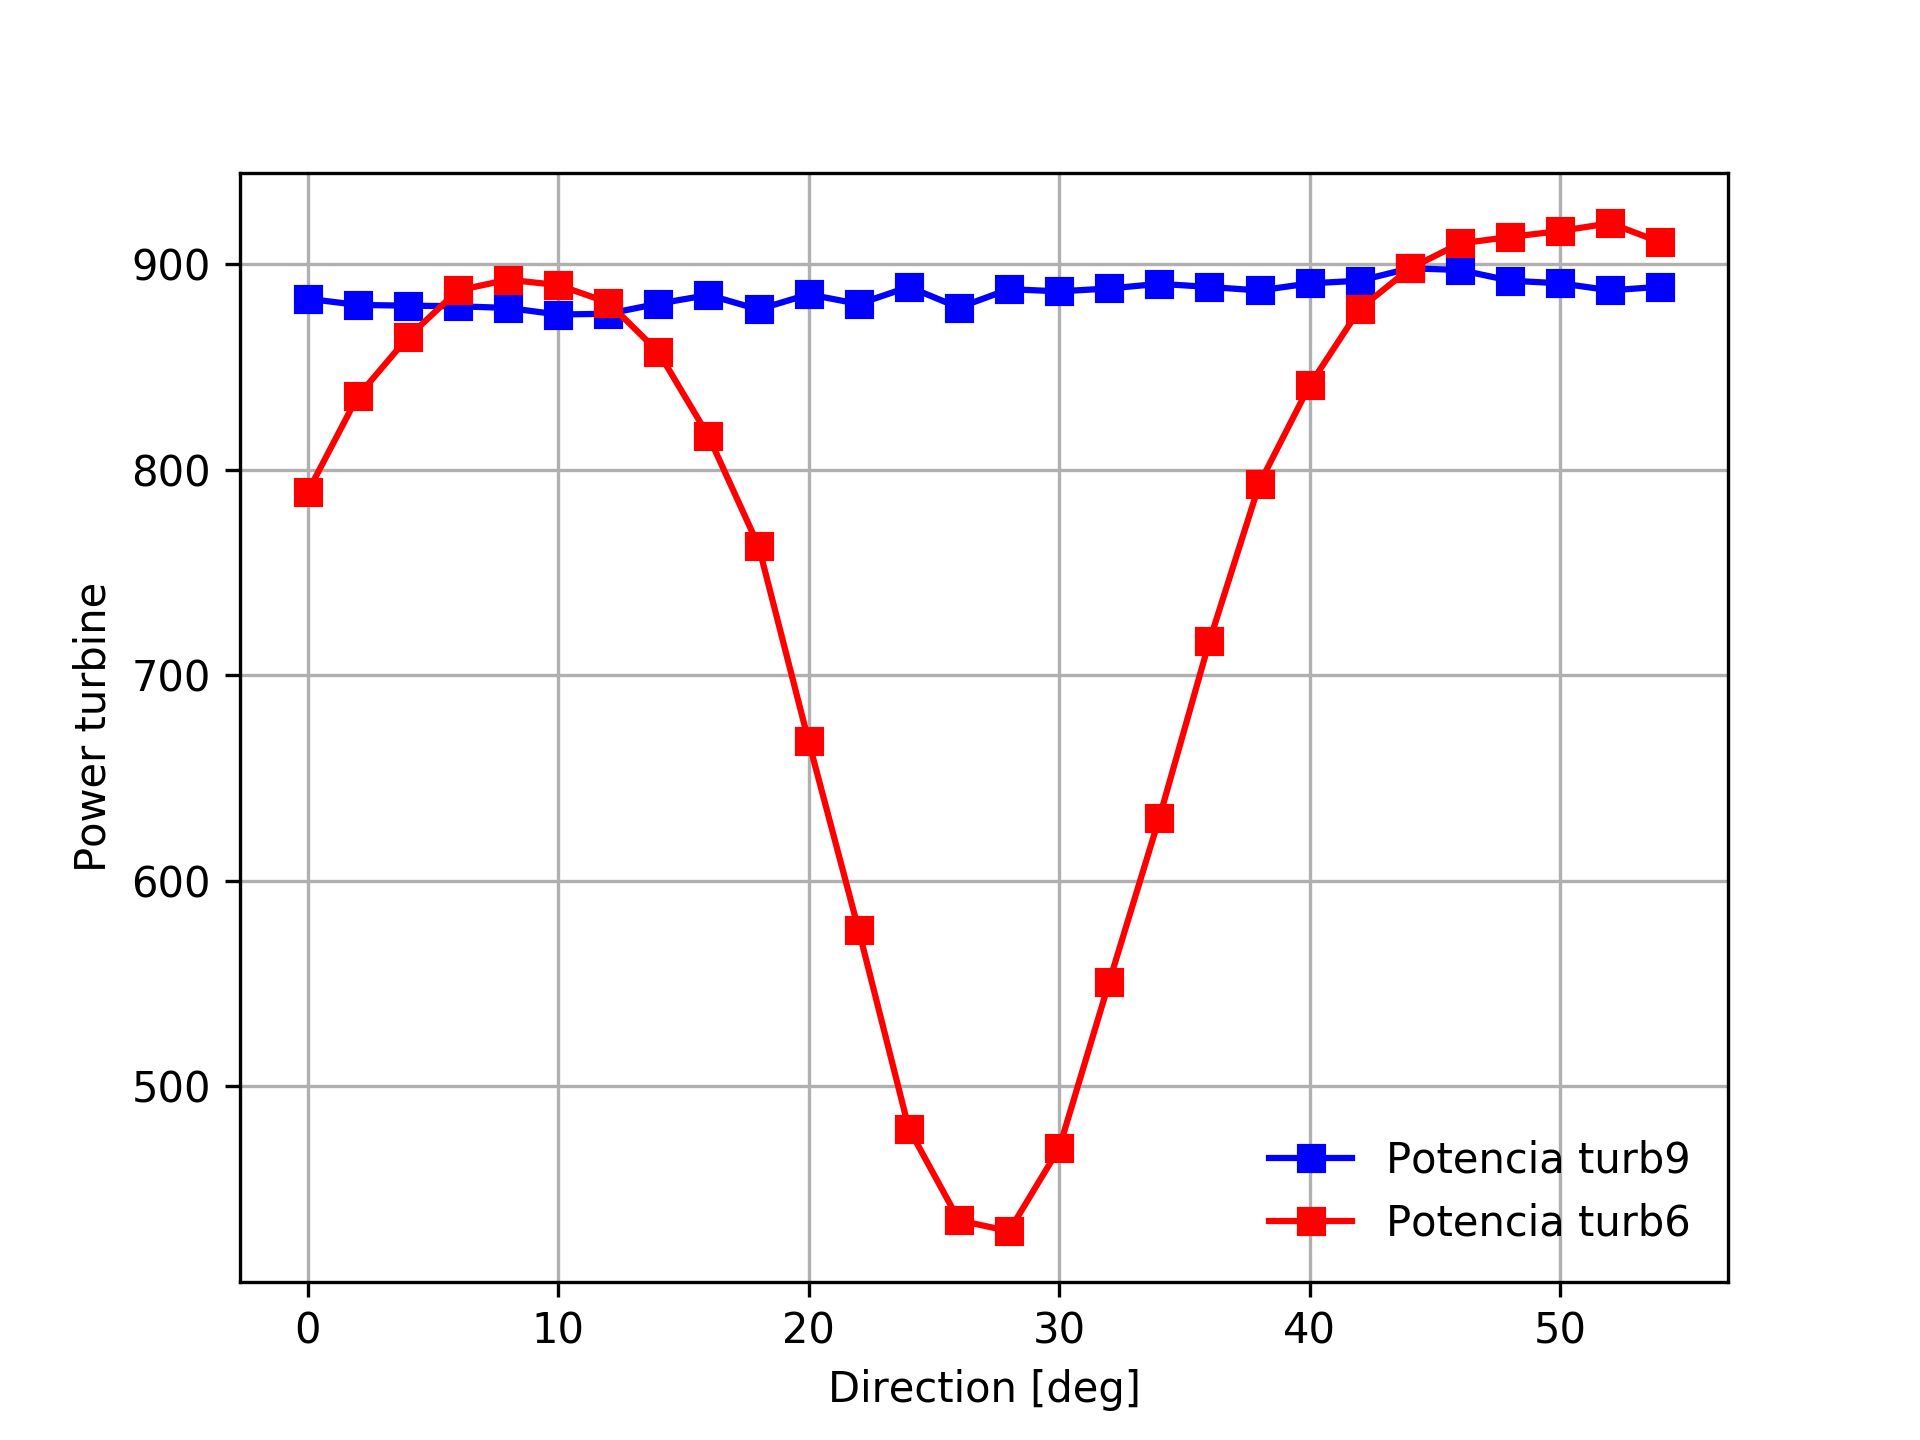 900
800
700
600
500
Power turbine
Potencia turb9
Potencia turb6
0 10 20 30 40 50
Direction [deg]